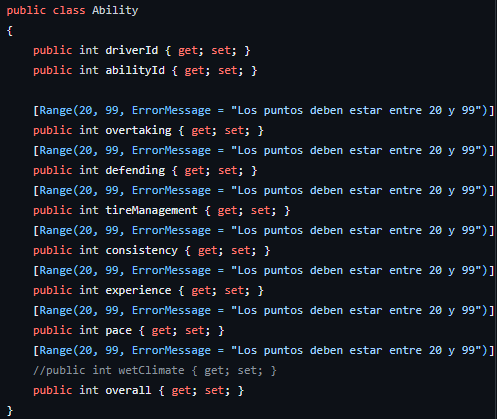 public class Ability
{
    public int driverId { get; set; }
    public int abilityId { get; set; }

    [Range(20, 99, ErrorMessage = "Los puntos deben estar entre 20 y 99")]
    public int overtaking { get; set; }
    [Range(20, 99, ErrorMessage = "Los puntos deben estar entre 20 y 99")]
    public int defending { get; set; }
    [Range(20, 99, ErrorMessage = "Los puntos deben estar entre 20 y 99")]
    public int tireManagement { get; set; }
    [Range(20, 99, ErrorMessage = "Los puntos deben estar entre 20 y 99")]
    public int consistency { get; set; }
    [Range(20, 99, ErrorMessage = "Los puntos deben estar entre 20 y 99")]
    public int experience { get; set; }
    [Range(20, 99, ErrorMessage = "Los puntos deben estar entre 20 y 99")]
    public int pace { get; set; }
    [Range(20, 99, ErrorMessage = "Los puntos deben estar entre 20 y 99")]
    //public int wetClimate { get; set; }
    public int overall { get; set; }
}